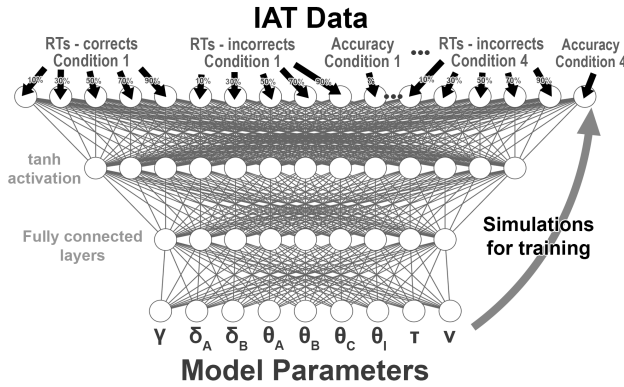 IAT Data
RTs - corrects
Condition 1
RTs - incorrects
Condition 1
Accuracy
Condition 1
...
RTs - incorrects
Condition 4
Accuracy
Condition 4
10% 30% 50% 70% 90% 10% 30% 50% 70% 90% % ... 10% 30% 50% 70% 90%
tanh
activation
Fully connected
layers
Simulations
for training
γ δA δB θA θB θC θI τ ν
Model Parameters